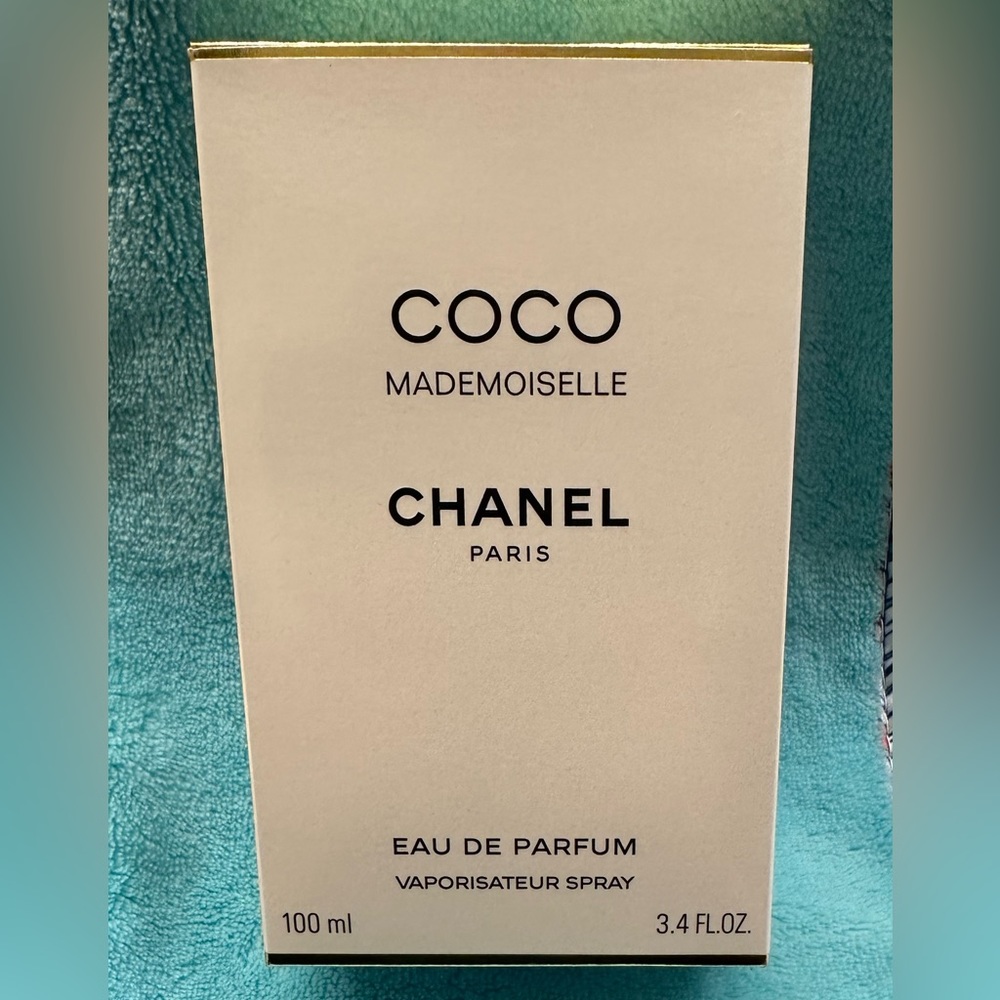 COCO
MADEMOISELLE
CHANEL
PARIS
EAU DE PARFUM
VAPORISATEUR SPRAY
100 ml 3.4 FL.OZ.